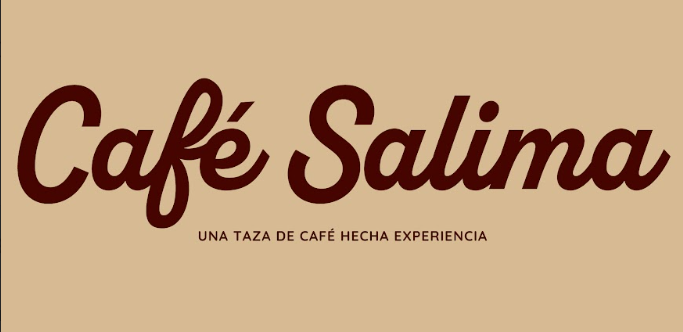 Café Salima
UNA TAZA DE CAFÉ HECHA EXPERIENCIA